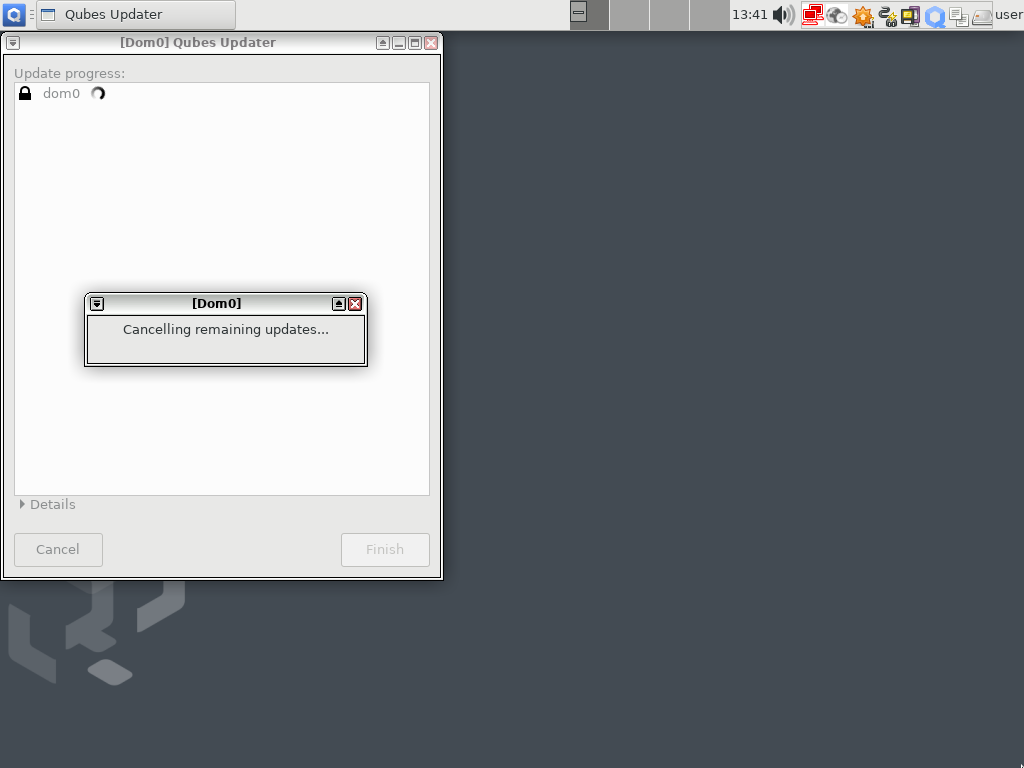 Qubes Updater
13:41
user
[Dom0] Qubes Updater
Update progress:
dom0
[Dom0]
Cancelling remaining updates...
Details
Cancel
Finish